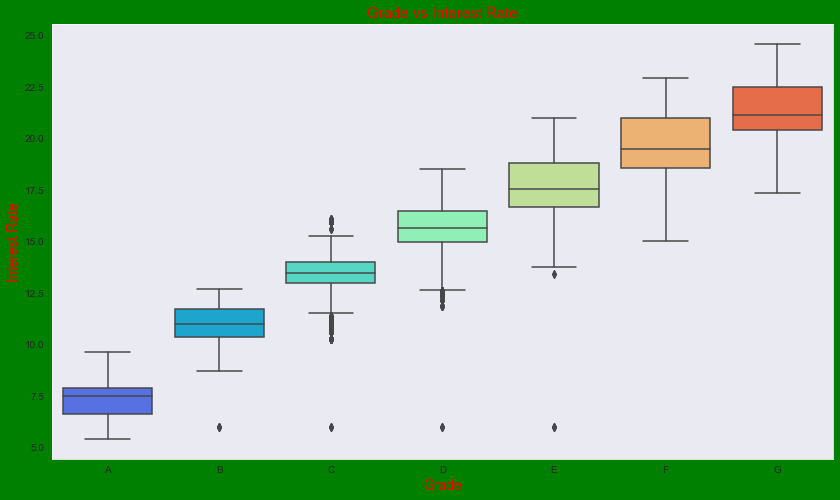 Grade vs Interest Rate
25.0
22.5
20.0
17.5
15.0
12.5
10.0
7.5
5.0
Interest Rate
A B C D E F G
Grade